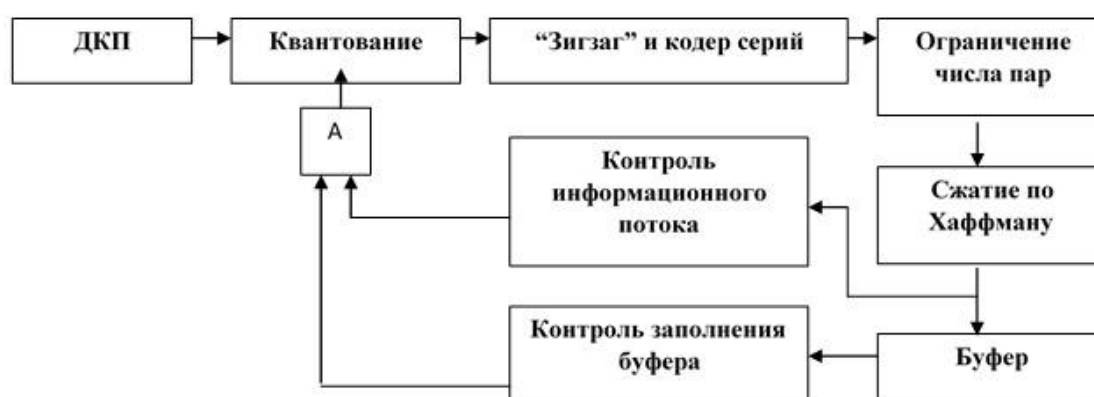 ДКП
Квантование
“Зигзаг” и кодер серий
Ограничение
числа пар
А
Контроль
информационного
потока
Сжатие по
Хаффману
Контроль заполнения
буфера
Буфер